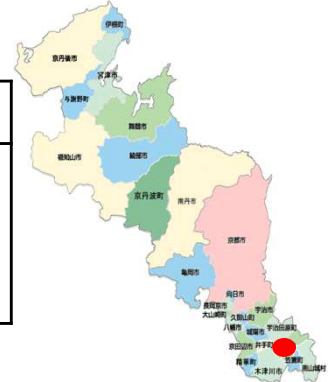 伊根町
京丹後市
宮津市
与謝野町
舞鶴市
綾部市
福知山市
京丹波町
南丹市
京都市
亀岡市
向日市
長岡京市
大山崎町
久御山町
宇治市
八幡市
城陽市
宇治田原町
京田辺市
井手町
笠置町
精華町
木津川市
南山城村